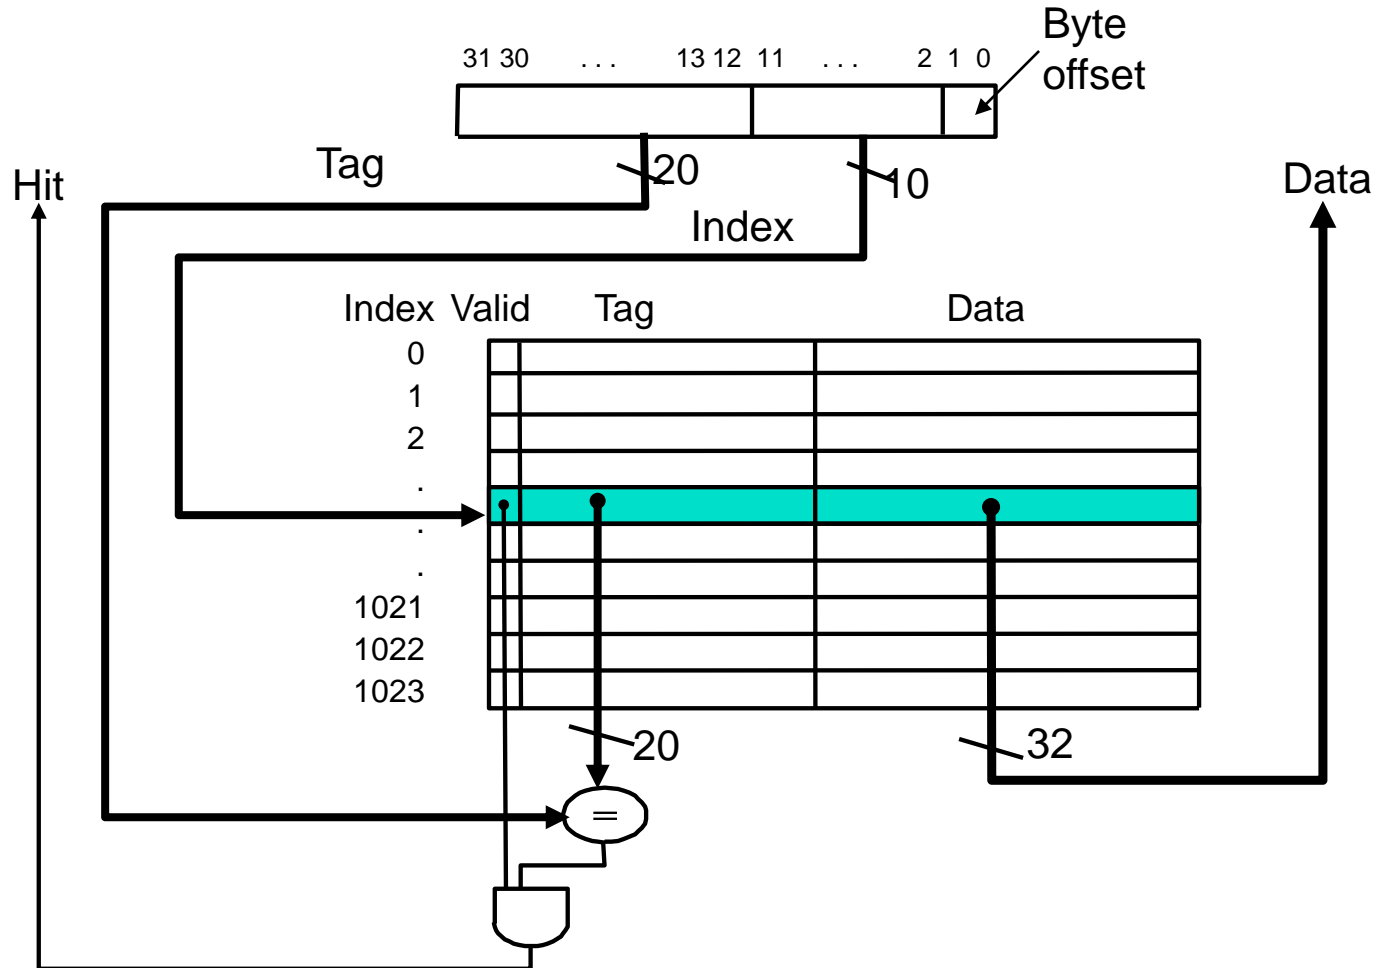 Byte
offset
31 30 ... 13 12 11 ... 2 1 0
Tag
20
10
Hit
Data
Index
Index Valid Tag Data
0
1
2
.
.
.
1021
1022
1023
20
32
=